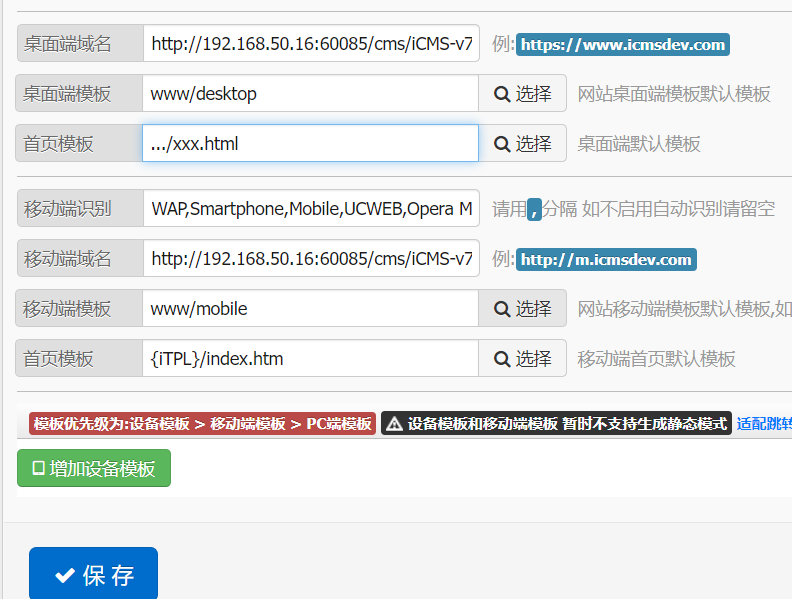 桌面端域名 http://192.168.50.16:60085/cms/iCMS-v7 例:https://www.icmsdev.com
桌面端模板 www/desktop 选择 网站桌面端模板默认模板
首页模板 .../xxx.html 选择 桌面端默认模板
移动端识别 WAP,Smartphone,Mobile,UCWEB,Opera M 请用,分隔 如不启用自动识别请留空
移动端域名 http://192.168.50.16:60085/cms/iCMS-v7 例:http://m.icmsdev.com
移动端模板 www/mobile 选择 网站移动端模板默认模板,如
首页模板 {iTPL}/index.htm 选择 移动端首页默认模板
模板优先级为:设备模板 > 移动端模板 > PC端模板 设备模板和移动端模板 暂时不支持生成静态模式 适配跳转
增加设备模板
保存